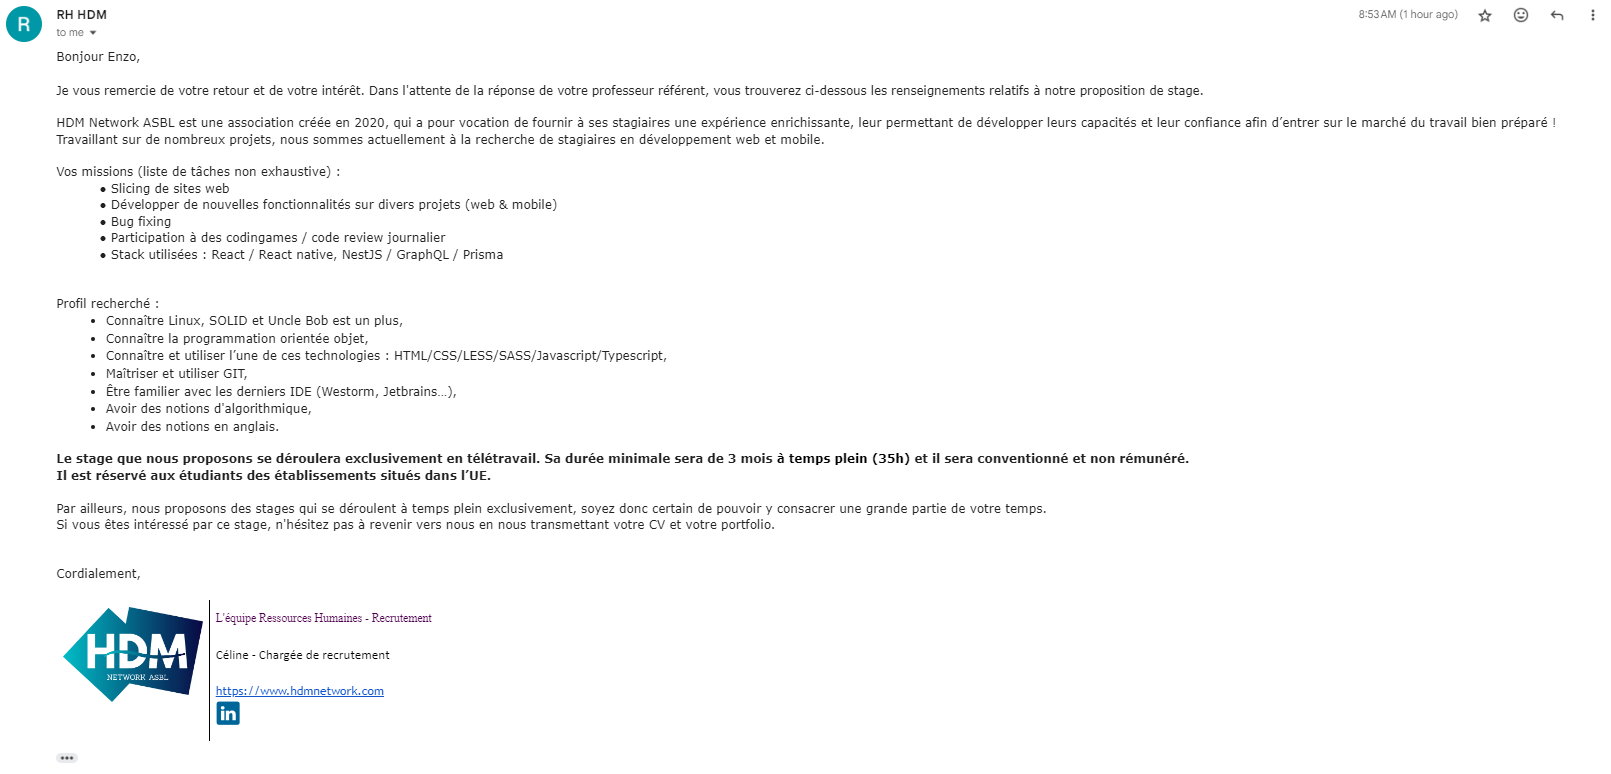 R
RH HDM
8:53 AM (1 hour ago)
to me
Bonjour Enzo,
Je vous remercie de votre retour et de votre intérêt. Dans l'attente de la réponse de votre professeur référent, vous trouverez ci-dessous les renseignements relatifs à notre proposition de stage.
HDM Network ASBL est une association créée en 2020, qui a pour vocation de fournir à ses stagiaires une expérience enrichissante, leur permettant de développer leurs capacités et leur confiance afin d’entrer sur le marché du travail bien préparé !
Travaillant sur de nombreux projets, nous sommes actuellement à la recherche de stagiaires en développement web et mobile.
Vos missions (liste de tâches non exhaustive) :
● Slicing de sites web
● Développer de nouvelles fonctionnalités sur divers projets (web & mobile)
● Bug fixing
● Participation à des codingames / code review journalier
● Stack utilisées : React / React native, NestJS / GraphQL / Prisma
Profil recherché :
• Connaître Linux, SOLID et Uncle Bob est un plus,
• Connaître la programmation orientée objet,
• Connaître et utiliser l’une de ces technologies : HTML/CSS/LESS/SASS/Javascript/Typescript,
• Maîtriser et utiliser GIT,
• Être familier avec les derniers IDE (Westorm, Jetbrains…),
• Avoir des notions d'algorithmique,
• Avoir des notions en anglais.
Le stage que nous proposons se déroulera exclusivement en télétravail. Sa durée minimale sera de 3 mois à temps plein (35h) et il sera conventionné et non rémunéré.
Il est réservé aux étudiants des établissements situés dans l’UE.
Par ailleurs, nous proposons des stages qui se déroulent à temps plein exclusivement, soyez donc certain de pouvoir y consacrer une grande partie de votre temps.
Si vous êtes intéressé par ce stage, n'hésitez pas à revenir vers nous en nous transmettant votre CV et votre portfolio.
Cordialement,
HDM
NETWORK ASBL
L'équipe Ressources Humaines - Recrutement
Céline - Chargée de recrutement
https://www.hdmnetwork.com
in